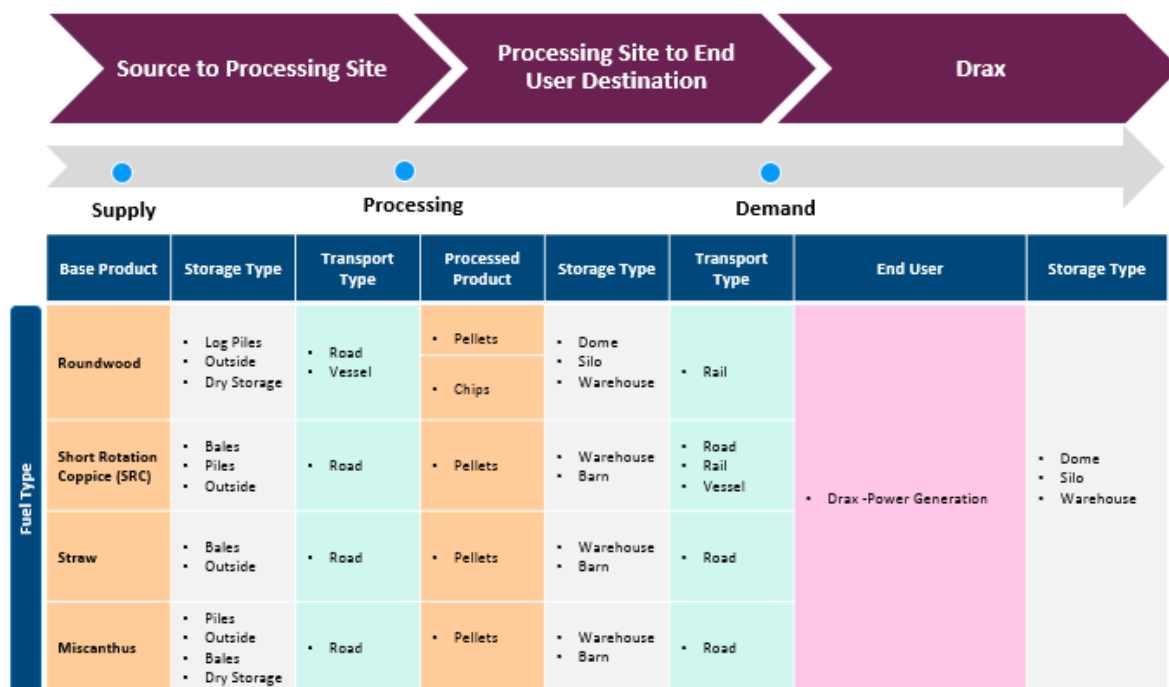 Source to Processing Site
Processing Site to End
User Destination
Drax
Supply
Processing
Demand
Base Product
Storage Type
Transport
Type
Processed
Product
Storage Type
Transport
Type
End User
Storage Type
Fuel Type
Roundwood
• Log Piles
• Outside
• Dry Storage
• Road
• Vessel
• Pellets
• Chips
• Dome
• Silo
• Warehouse
• Rail
Short Rotation
Coppice (SRC)
• Bales
• Piles
• Outside
• Road
• Pellets
• Warehouse
• Barn
• Road
• Rail
• Vessel
• Drax -Power Generation
• Dome
• Silo
• Warehouse
Straw
• Bales
• Outside
• Road
• Pellets
• Warehouse
• Barn
• Road
Miscanthus
• Piles
• Outside
• Bales
• Dry Storage
• Road
• Pellets
• Warehouse
• Barn
• Road